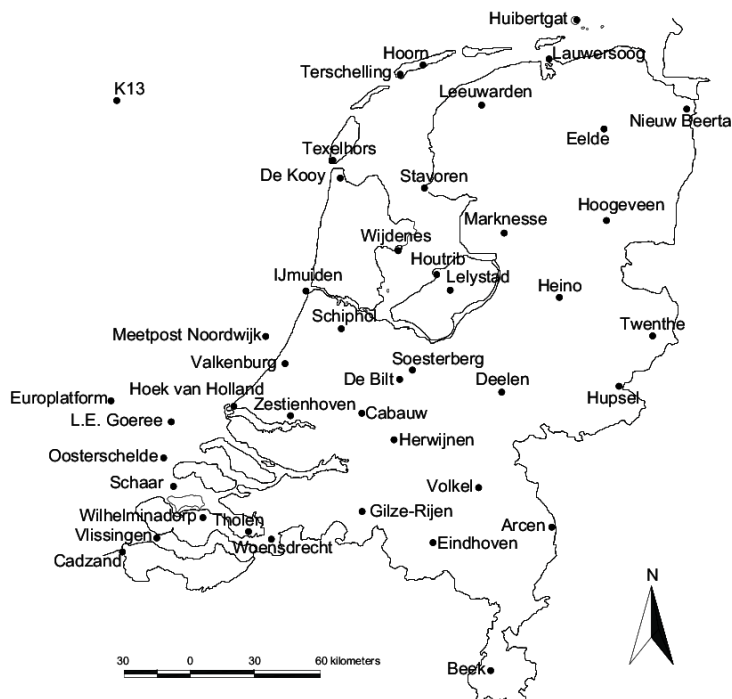 Huibertgat
Hoorn
Lauwersoog
Terschelling
K13
Leeuwarden
Nieuw Beerta
Eelde
Texelhors
De Kooy
Stavoren
Hoogeveen
Marknesse
Wijdenes
Houtrib
IJmuiden
Lelystad
Heino
Schiphol
Twenthe
Meetpost Noordwijk
Valkenburg
Soesterberg
De Bilt
Deelen
Hoek van Holland
Hupsel
Europlatform
Zestienhoven
Cabauw
L.E. Goeree
Herwijnen
Oosterschelde
Schaar
Volkel
Wilhelminadorp
Tholen
Gilze-Rijen
Arcen
Vlissingen
Woensdrecht
Eindhoven
Cadzand
N
30 0 30 60 kilometers
Beek